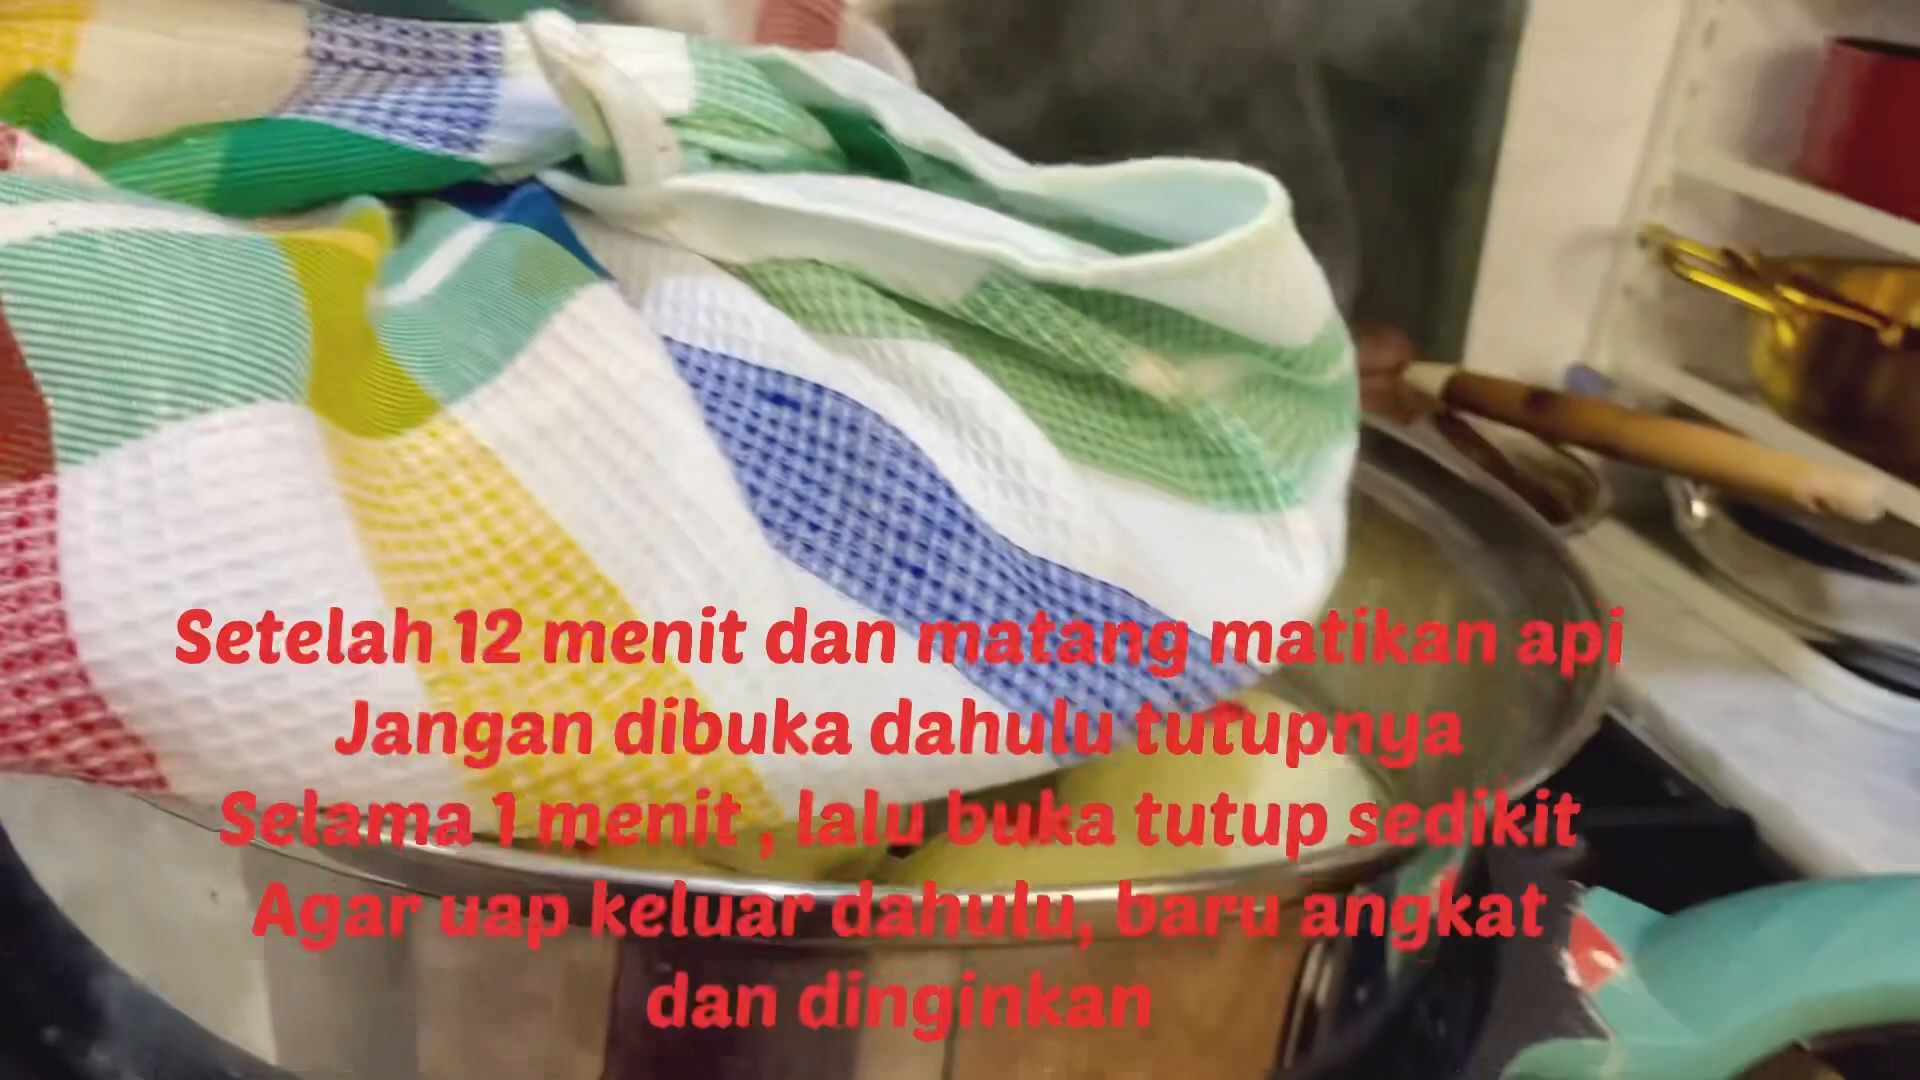 Setelah 12 menit dan matang matikan api
Jangan dibuka dahulu tutupnya
Selama 1 menit , lalu buka tutup sedikit
Agar uap keluar dahulu, baru angkat
dan dinginkan